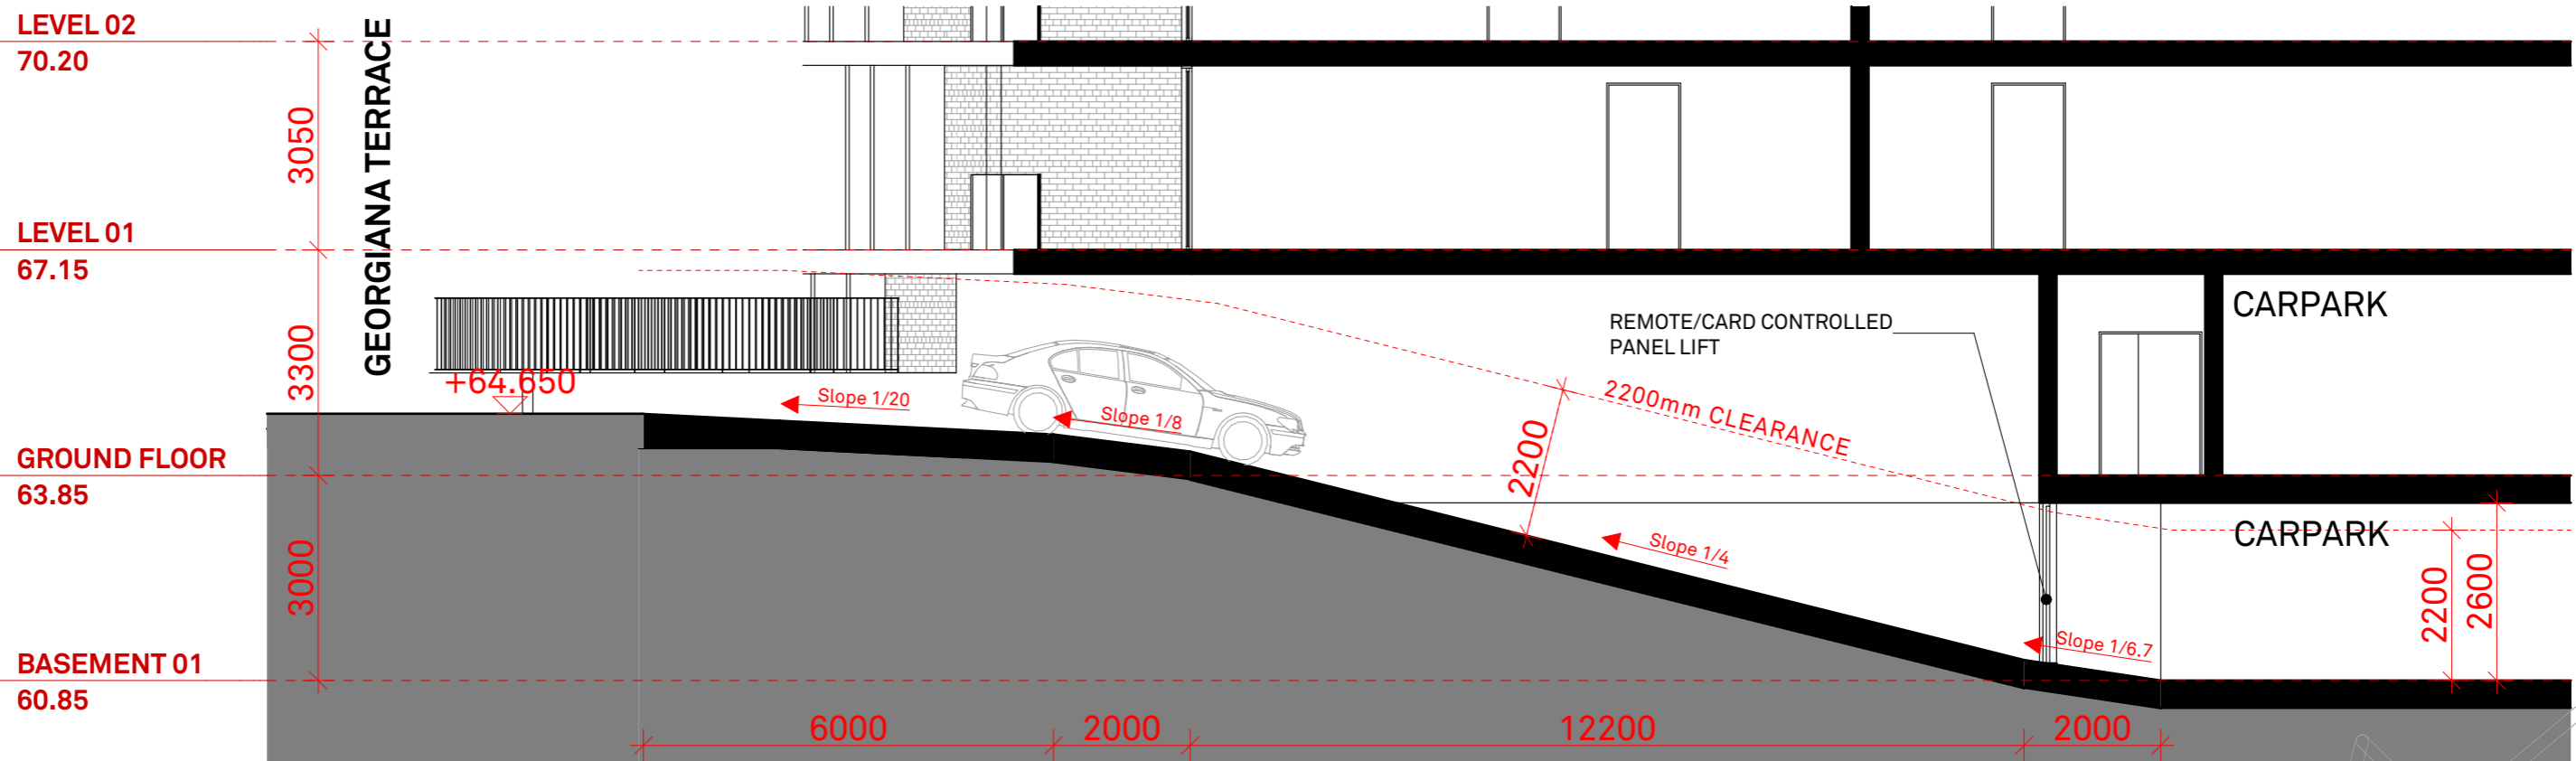 LEVEL 02
70.20
3050
GEORGIANA TERRACE
LEVEL 01
67.15
3300
+64.650
Slope 1/20
Slope 1/8
2200
2200mm CLEARANCE
REMOTE/CARD CONTROLLED
PANEL LIFT
CARPARK
GROUND FLOOR
63.85
3000
Slope 1/4
CARPARK
2200
2600
Slope 1/6.7
BASEMENT 01
60.85
6000
2000
12200
2000